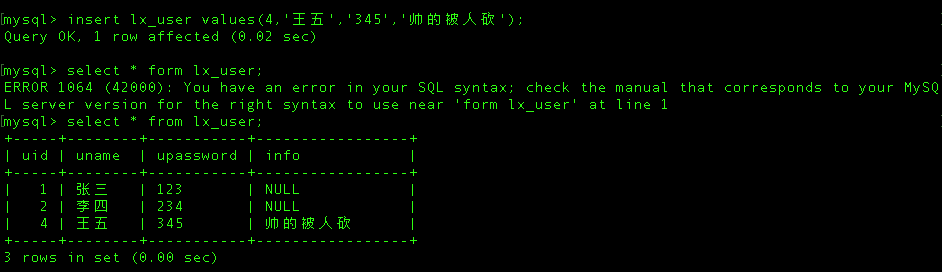 [mysql> insert lx_user values(4,'王五','345','帅的被人砍');
Query OK, 1 row affected (0.02 sec)
[mysql> select * form lx_user;
ERROR 1064 (42000): You have an error in your SQL syntax; check the manual that corresponds to your MySQ
L server version for the right syntax to use near 'form lx_user' at line 1
[mysql> select * from lx_user;
+-----+--------+-----------+-----------------+
| uid | uname  | upassword | info            |
+-----+--------+-----------+-----------------+
|   1 | 张三   | 123       | NULL            |
|   2 | 李四   | 234       | NULL            |
|   4 | 王五   | 345       | 帅的被人砍      |
+-----+--------+-----------+-----------------+
3 rows in set (0.00 sec)